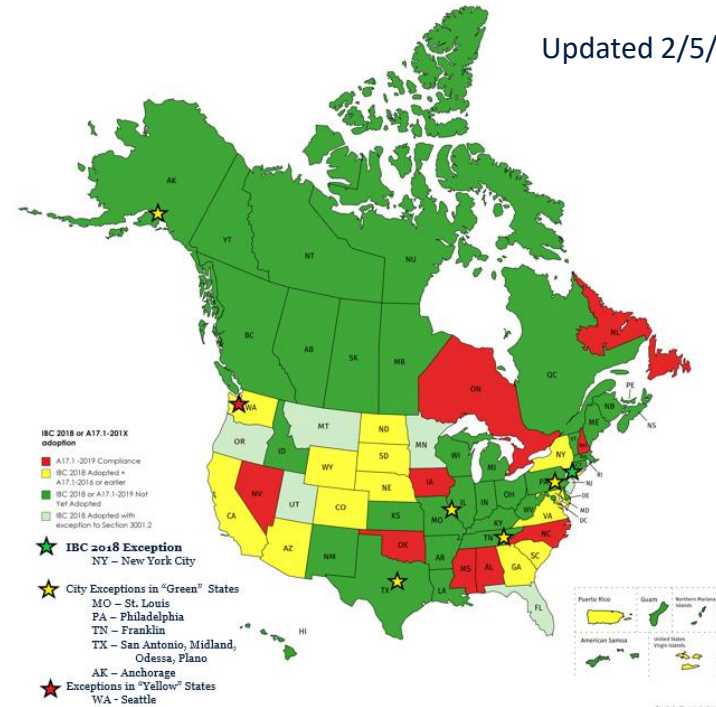 Updated 2/5/
AK
YT
NT
NU
BC
AB
SK
MB
ON
QC
NL
PE
NB
NS
ME
WA
OR
MT
ND
MN
ID
SD
WY
WI
MI
NY
NV
UT
CO
NE
IA
IL
IN
OH
PA
RI
NJ
DE
MD
DC
CA
AZ
NM
KS
MO
KY
WV
VA
OK
AR
TN
NC
SC
TX
LA
MS
AL
GA
FL
HI
IBC 2018 or A17.1-201X
adoption
A17.1-2019 Compliance
IBC 2018 Adopted +
A17.1-2016 or earlier
IBC 2018 or A17.1-2019 Not
Yet Adopted
IBC 2018 Adopted with
exception to Section 3001.2
IBC 2018 Exception
NY – New York City
City Exceptions in “Green” States
MO – St. Louis
PA – Philadelphia
TN – Franklin
TX – San Antonio, Midland,
Odessa, Plano
AK – Anchorage
Exceptions in “Yellow” States
WA - Seattle
Puerto Rico
Guam
Northern Mariana
Islands
American Samoa
United States
Virgin Islands